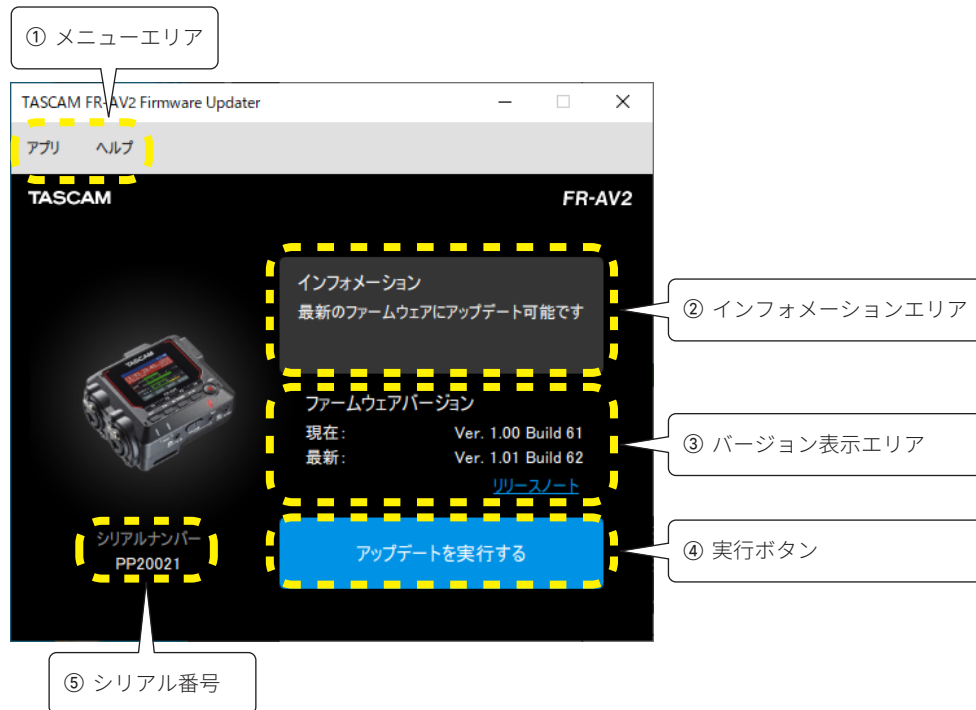 ① メニューエリア
TASCAM FR-AV2 Firmware Updater
アプリ ヘルプ
TASCAM
FR-AV2
インフォメーション
最新のファームウェアにアップデート可能です
② インフォメーションエリア
ファームウェアバージョン
現在: Ver. 1.00 Build 61
最新: Ver. 1.01 Build 62
リリースノート
③ バージョン表示エリア
アップデートを実行する
④ 実行ボタン
シリアルナンバー
PP20021
⑤ シリアル番号